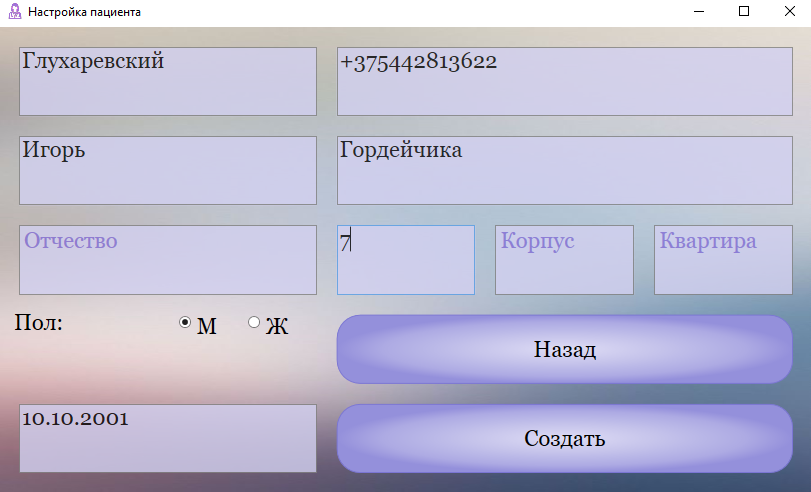 Настройка пациента
Глухаревский
+375442813622
Игорь
Гордейчика
Отчество
7
Корпус
Квартира
Пол:
М
Ж
Назад
10.10.2001
Создать